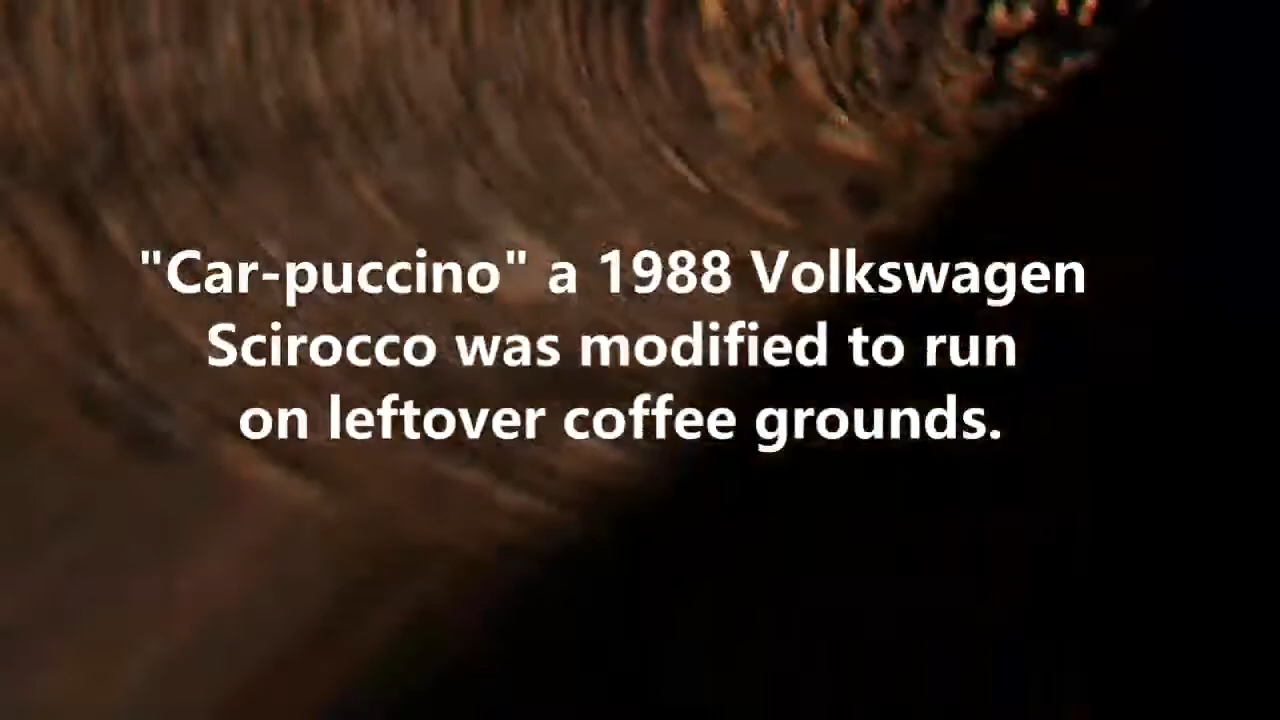 "Car-puccino" a 1988 Volkswagen
Scirocco was modified to run
on leftover coffee grounds.